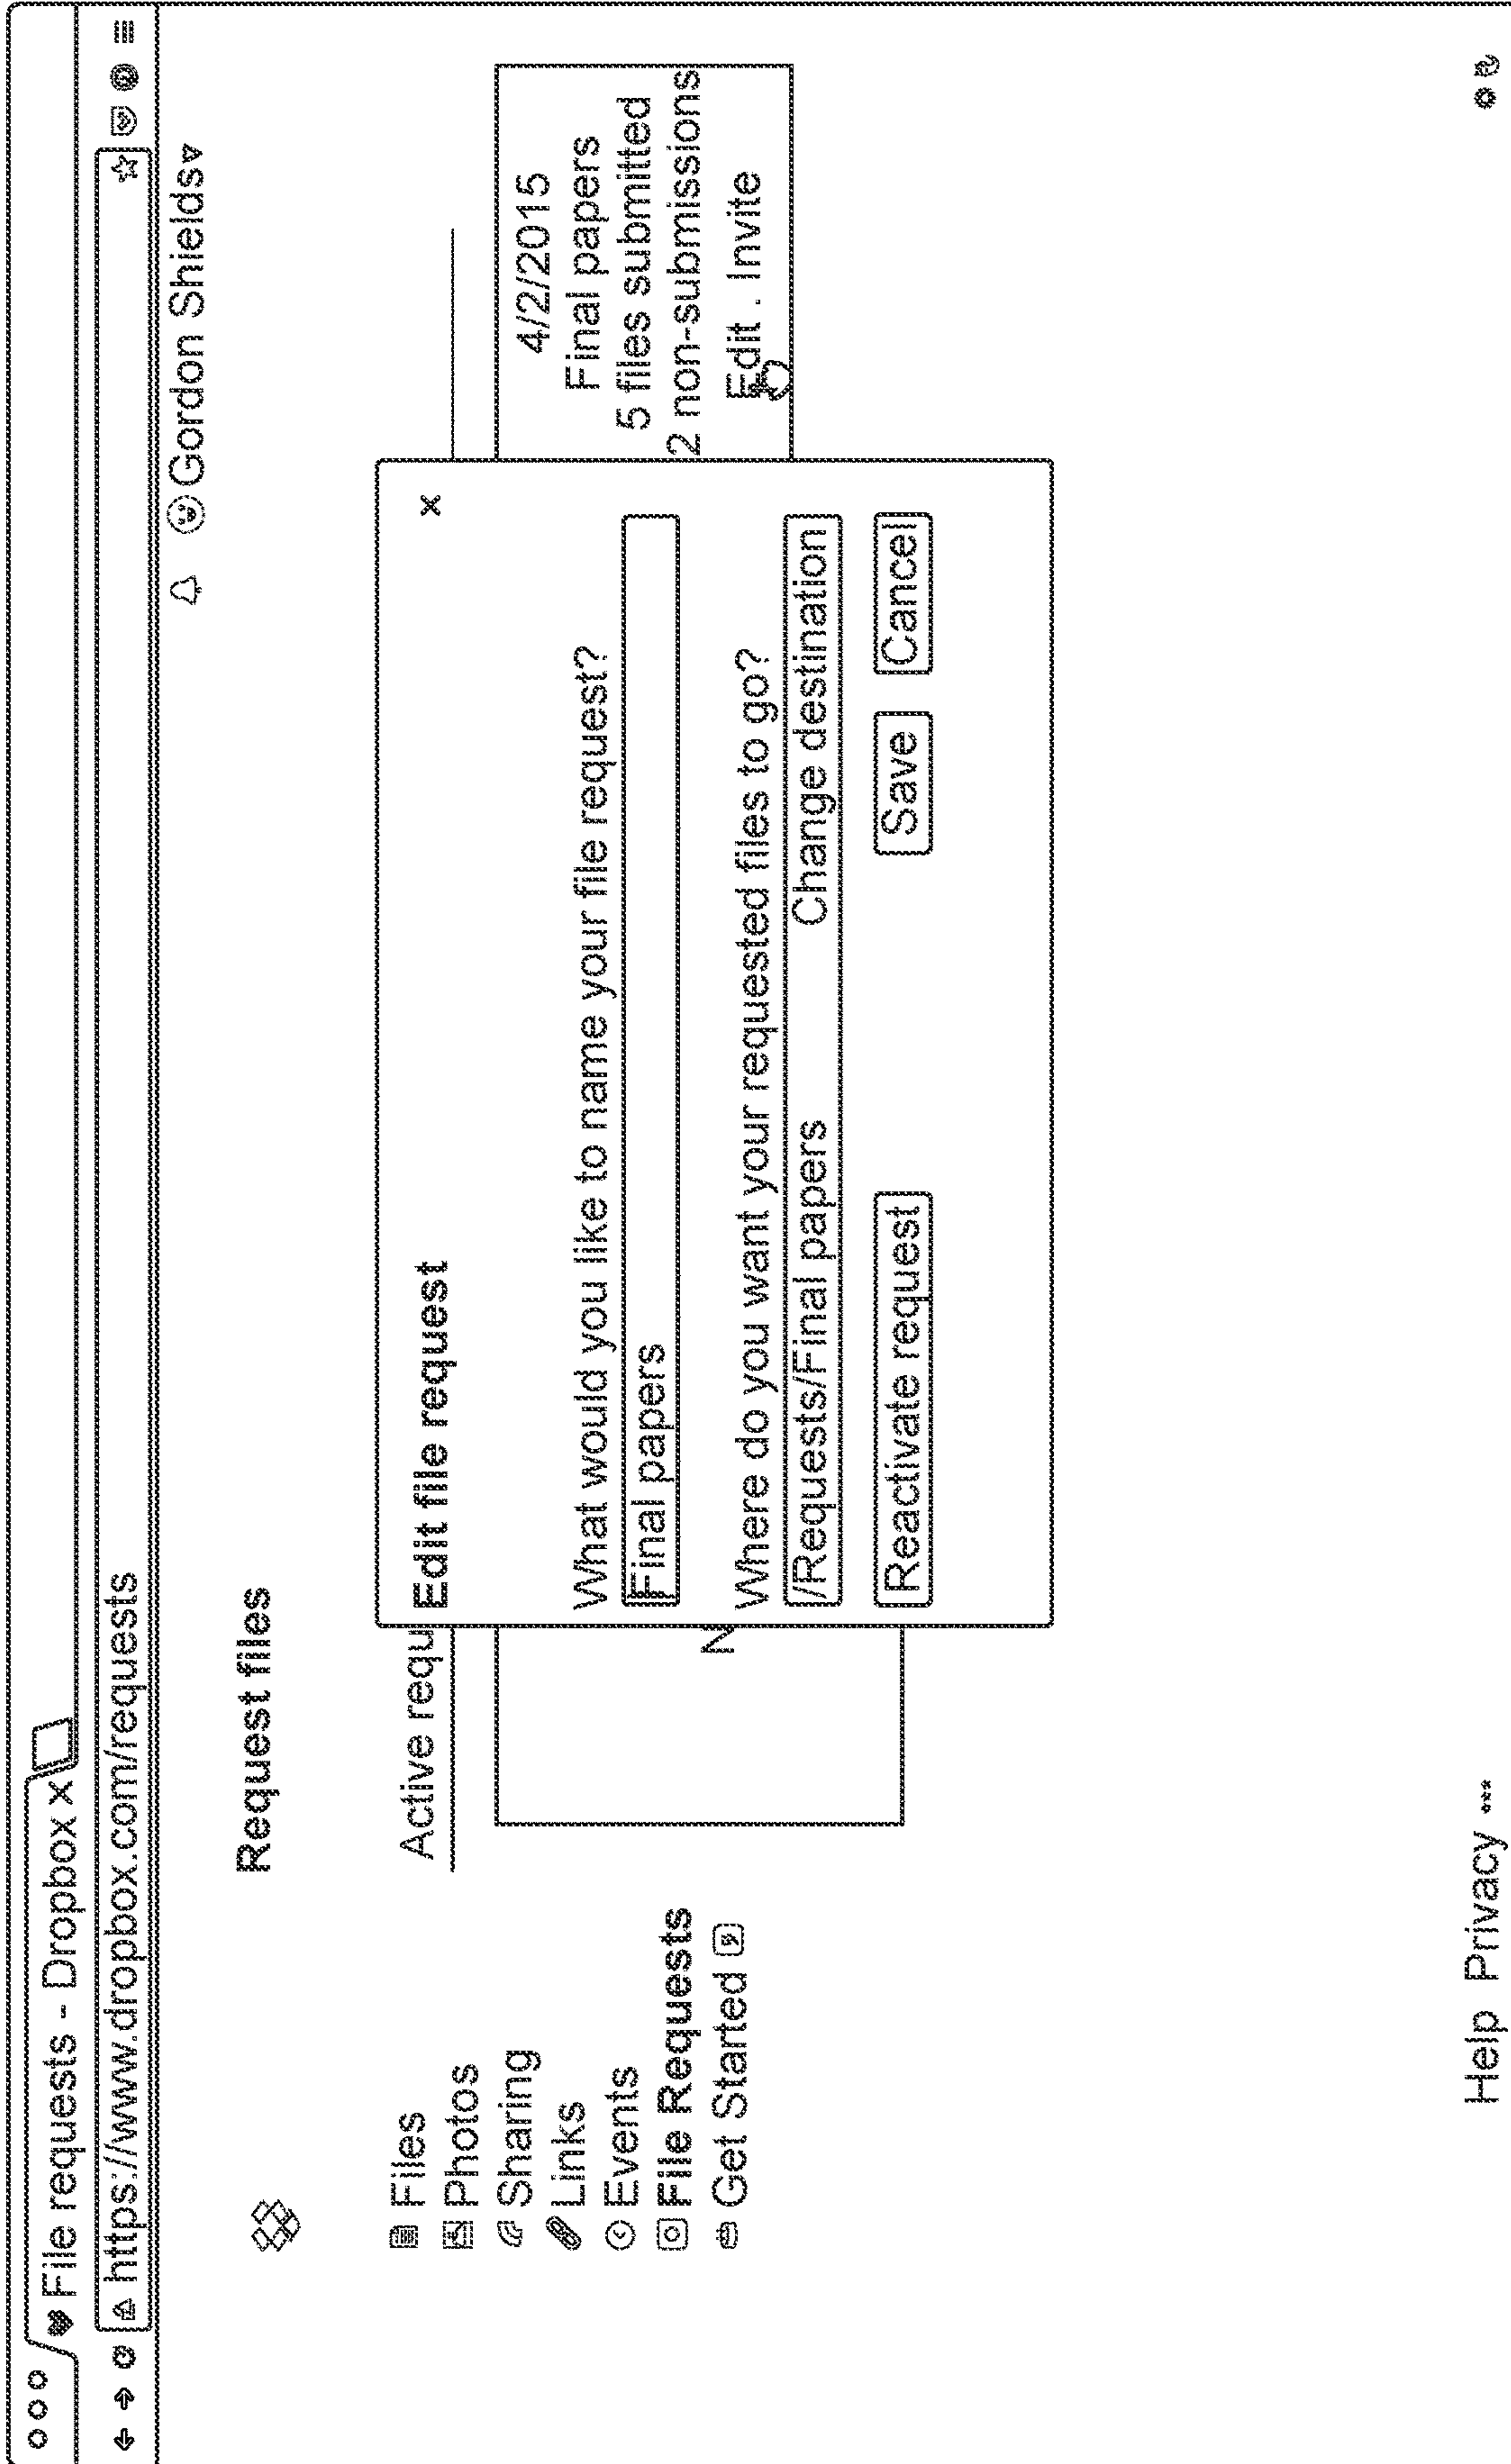 File requests - Dropbox x
https://www.dropbox.com/requests
Gordon Shields
Request files
Files
Photos
Sharing
Links
Events
File Requests
Get Started
Active requ
N
Edit file request x
What would you like to name your file request?
Final papers
Where do you want your requested files to go?
/Requests/Final papers Change destination
Reactivate request Save Cancel
4/2/2015
Final papers
5 files submitted
2 non-submissions
Edit . Invite
Help Privacy •••